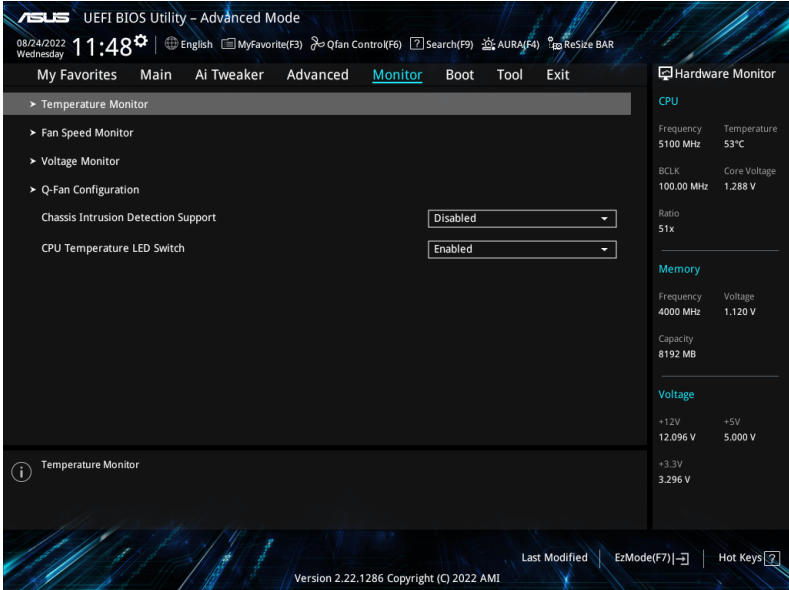 ASUS UEFI BIOS Utility – Advanced Mode
08/24/2022 Wednesday 11:48 English MyFavorite(F3) Qfan Control(F6) ? Search(F9) AURA(F4) ReSize BAR
My Favorites Main Ai Tweaker Advanced Monitor Boot Tool Exit
Hardware Monitor
> Temperature Monitor
> Fan Speed Monitor
> Voltage Monitor
> Q-Fan Configuration
Chassis Intrusion Detection Support Disabled
CPU Temperature LED Switch Enabled
CPU
Frequency Temperature
5100 MHz 53°C
BCLK Core Voltage
100.00 MHz 1.288 V
Ratio
51x
Memory
Frequency Voltage
4000 MHz 1.120 V
Capacity
8192 MB
Voltage
+12V +5V
12.096 V 5.000 V
+3.3V
3.296 V
i Temperature Monitor
Last Modified EzMode(F7) Hot Keys ?
Version 2.22.1286 Copyright (C) 2022 AMI